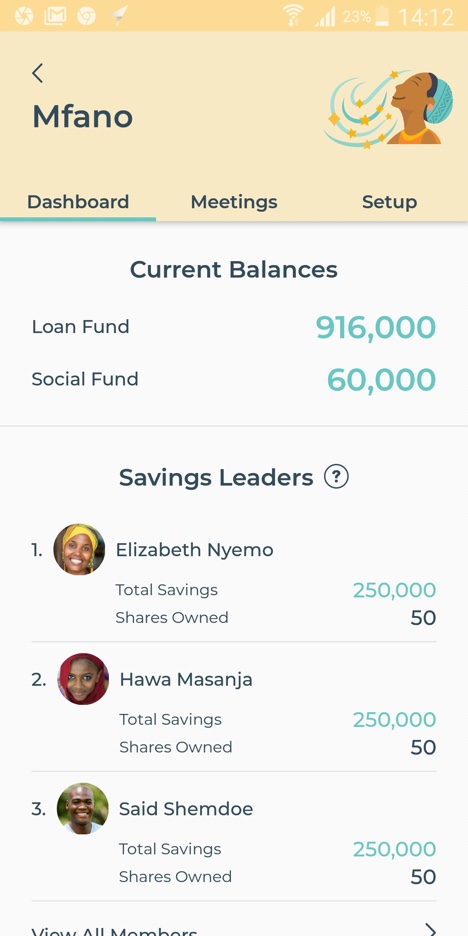 23% 14:12
Mfano
Dashboard Meetings Setup
Current Balances
Loan Fund 916,000
Social Fund 60,000
Savings Leaders ?
1. Elizabeth Nyemo
Total Savings 250,000
Shares Owned 50
2. Hawa Masanja
Total Savings 250,000
Shares Owned 50
3. Said Shemdoe
Total Savings 250,000
Shares Owned 50
View All Members